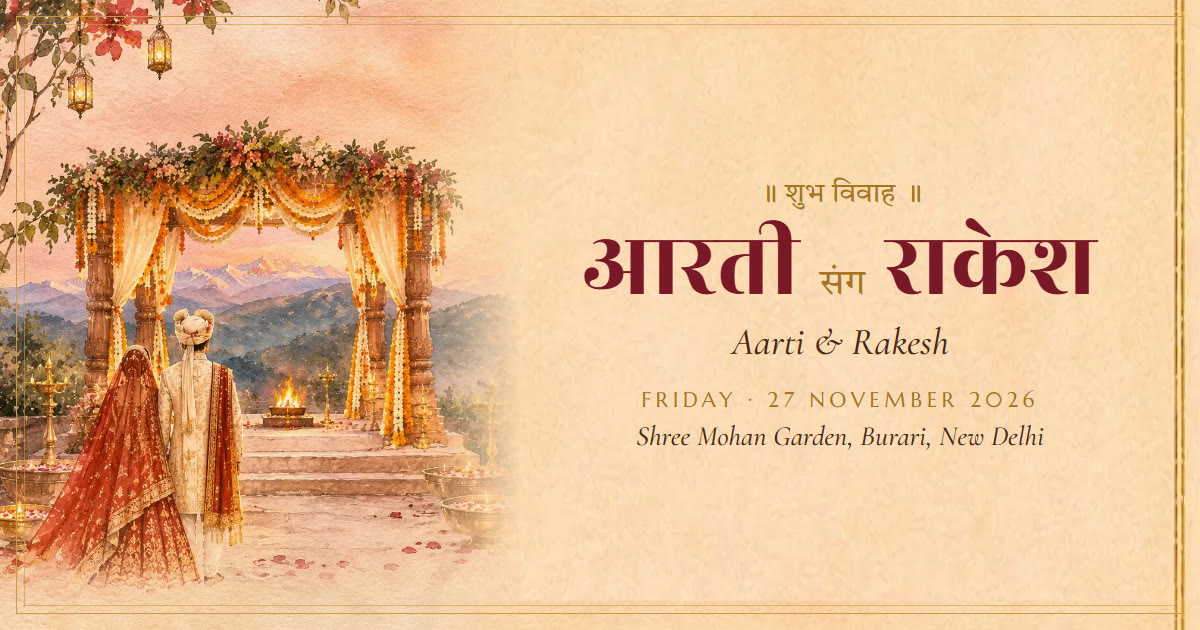 ॥ शुभ विवाह ॥
आरती संग राकेश
Aarti & Rakesh
FRIDAY · 27 NOVEMBER 2026
Shree Mohan Garden, Burari, New Delhi